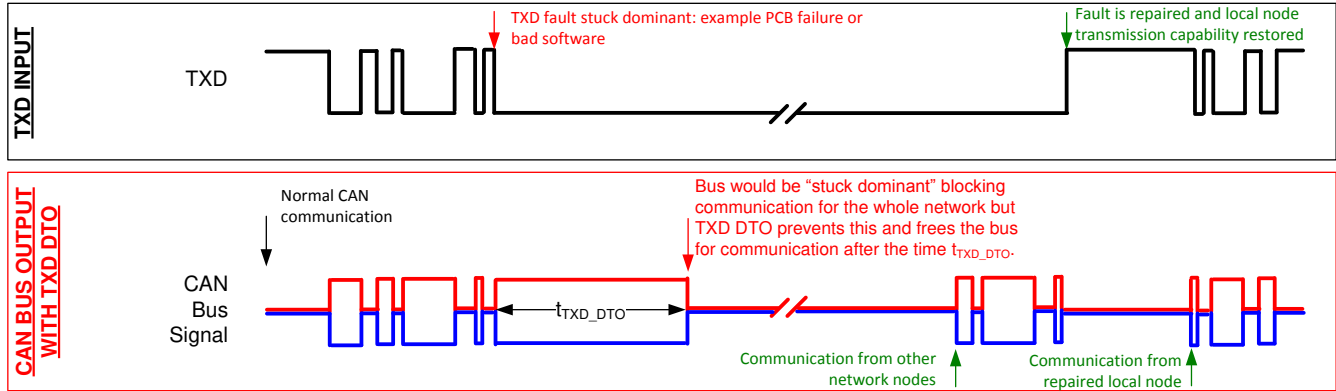 TXD INPUT
TXD fault stuck dominant: example PCB failure or
bad software
Fault is repaired and local node
transmission capability restored
TXD
CAN BUS OUTPUT
WITH TXD DTO
Normal CAN
communication
Bus would be “stuck dominant” blocking
communication for the whole network but
TXD DTO prevents this and frees the bus
for communication after the time tTXD_DTO.
CAN
Bus
Signal
tTXD_DTO
Communication from other
network nodes
Communication from
repaired local node